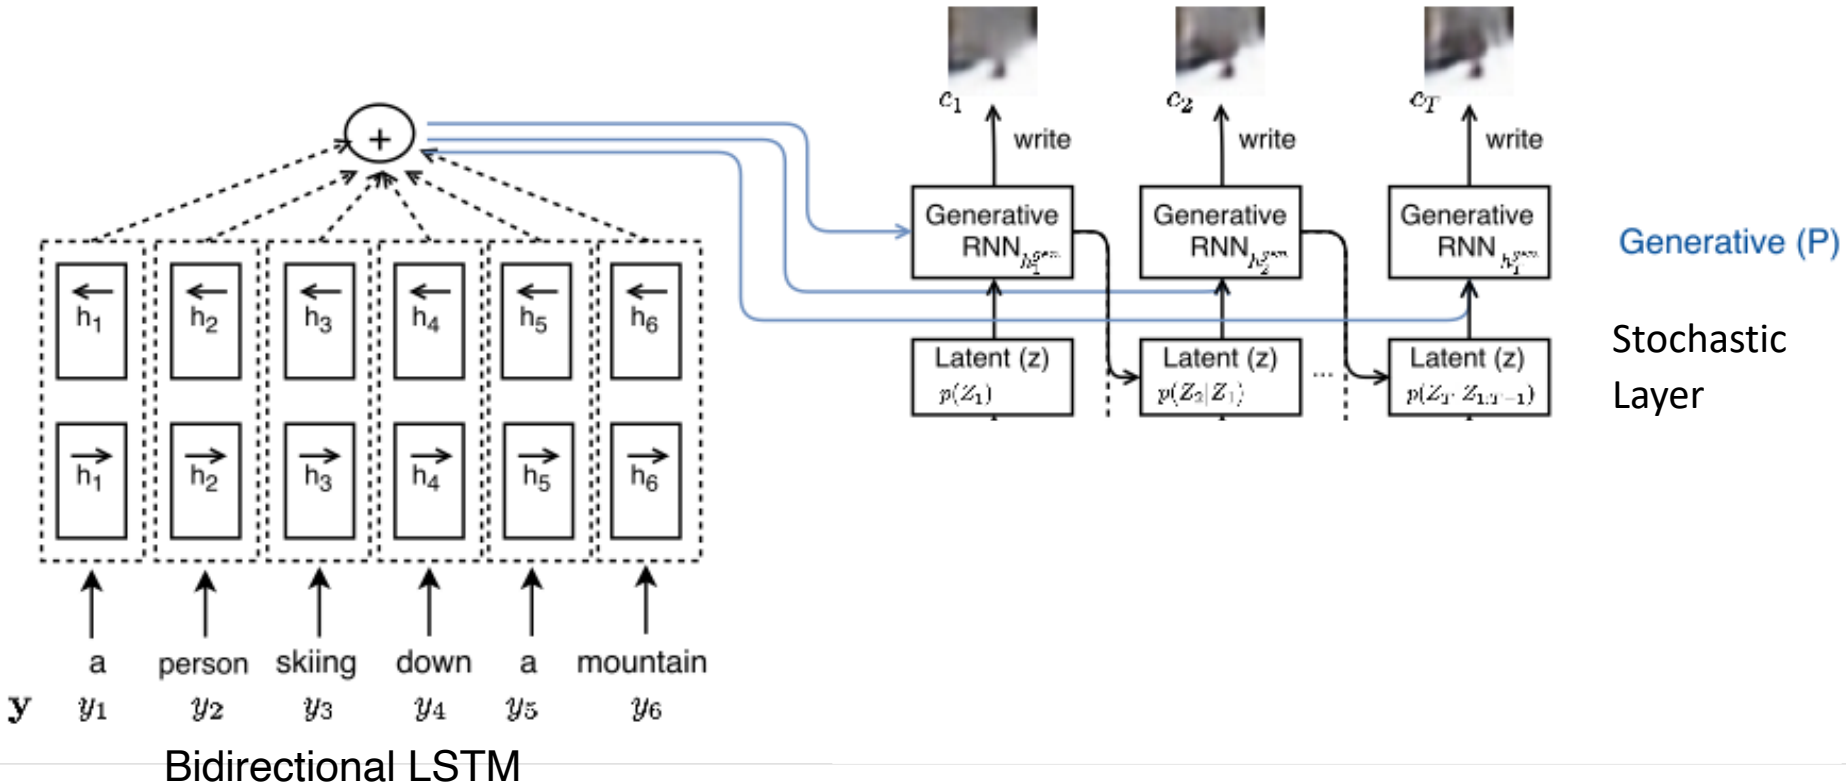 c₁ c₂ c_T
write write write
+
Generative Generative Generative
RNN RNN RNN
Generative (P)
h₁ h₂ h₃ h₄ h₅ h₆
Latent (z) Latent (z) ... Latent (z)
p(Z₁) p(Z₂|Z₁)
Stochastic
Layer
h₁ h₂ h₃ h₄ h₅ h₆
a person skiing down a mountain
y y₁ y₂ y₃ y₄ y₅ y₆
Bidirectional LSTM